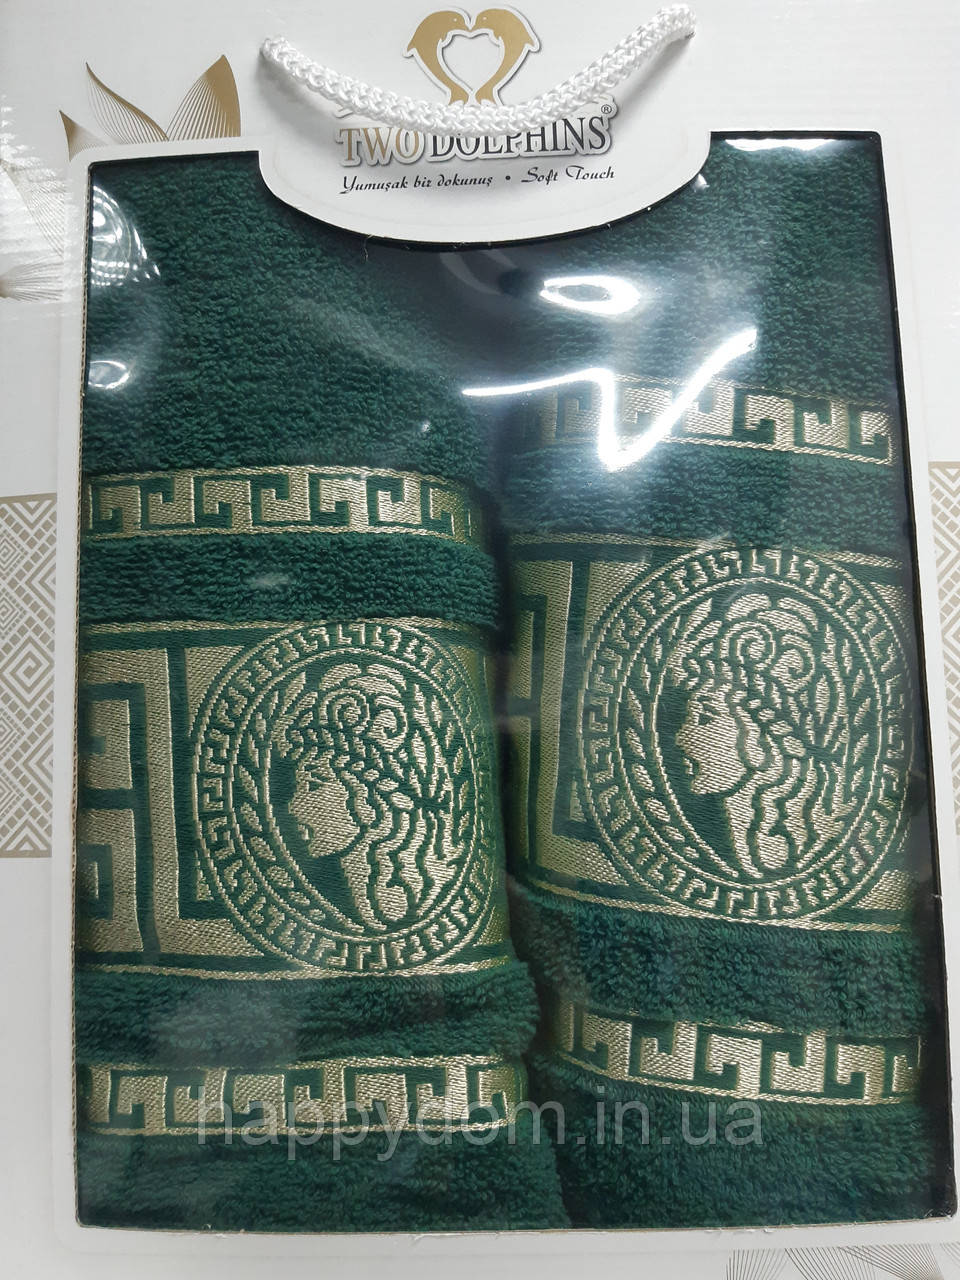 TWO DOLPHINS®
Yumuşak bir dokunuş • Soft Touch
happydom.in.ua